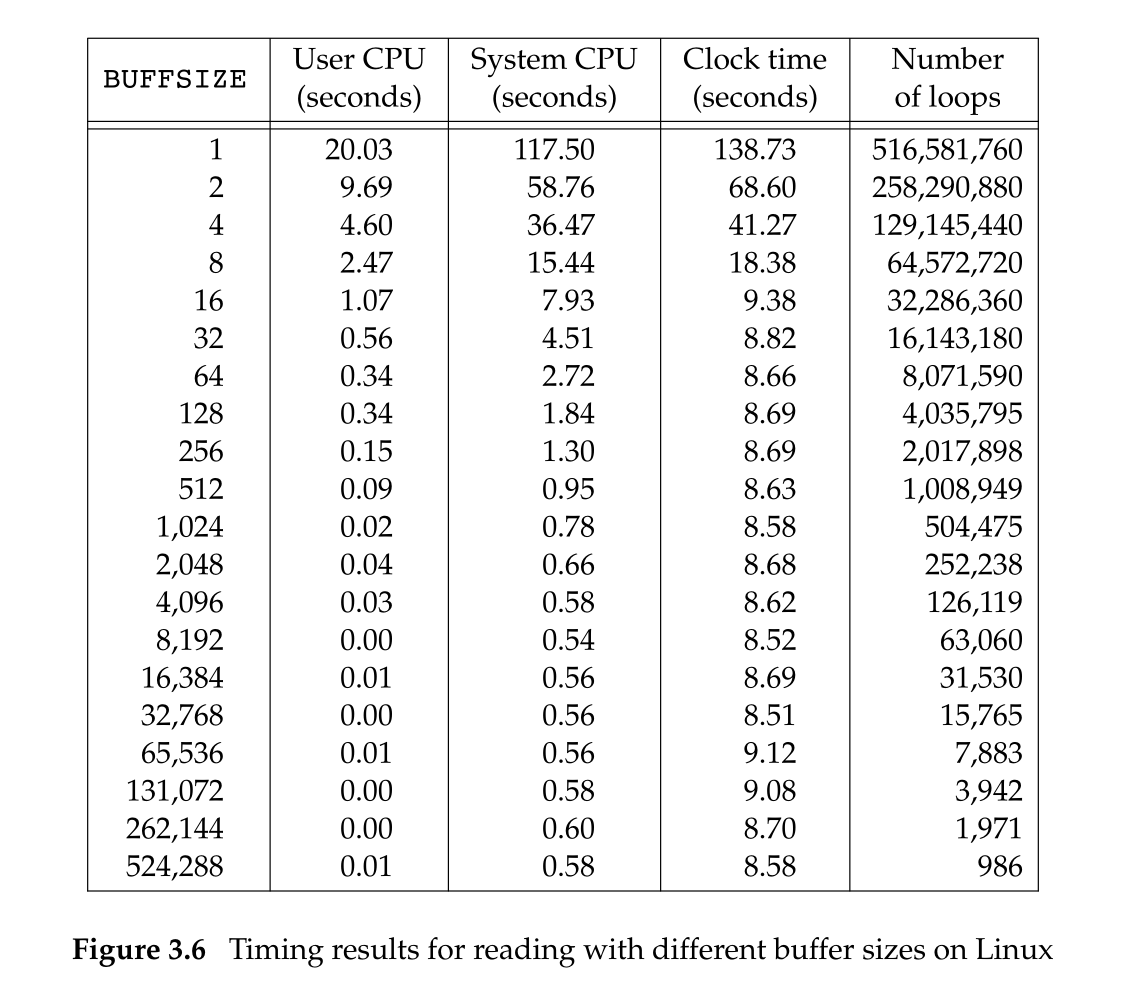 BUFFSIZE User CPU (seconds) System CPU (seconds) Clock time (seconds) Number of loops
1 20.03 117.50 138.73 516,581,760
2 9.69 58.76 68.60 258,290,880
4 4.60 36.47 41.27 129,145,440
8 2.47 15.44 18.38 64,572,720
16 1.07 7.93 9.38 32,286,360
32 0.56 4.51 8.82 16,143,180
64 0.34 2.72 8.66 8,071,590
128 0.34 1.84 8.69 4,035,795
256 0.15 1.30 8.69 2,017,898
512 0.09 0.95 8.63 1,008,949
1,024 0.02 0.78 8.58 504,475
2,048 0.04 0.66 8.68 252,238
4,096 0.03 0.58 8.62 126,119
8,192 0.00 0.54 8.52 63,060
16,384 0.01 0.56 8.69 31,530
32,768 0.00 0.56 8.51 15,765
65,536 0.01 0.56 9.12 7,883
131,072 0.00 0.58 9.08 3,942
262,144 0.00 0.60 8.70 1,971
524,288 0.01 0.58 8.58 986
Figure 3.6 Timing results for reading with different buffer sizes on Linux